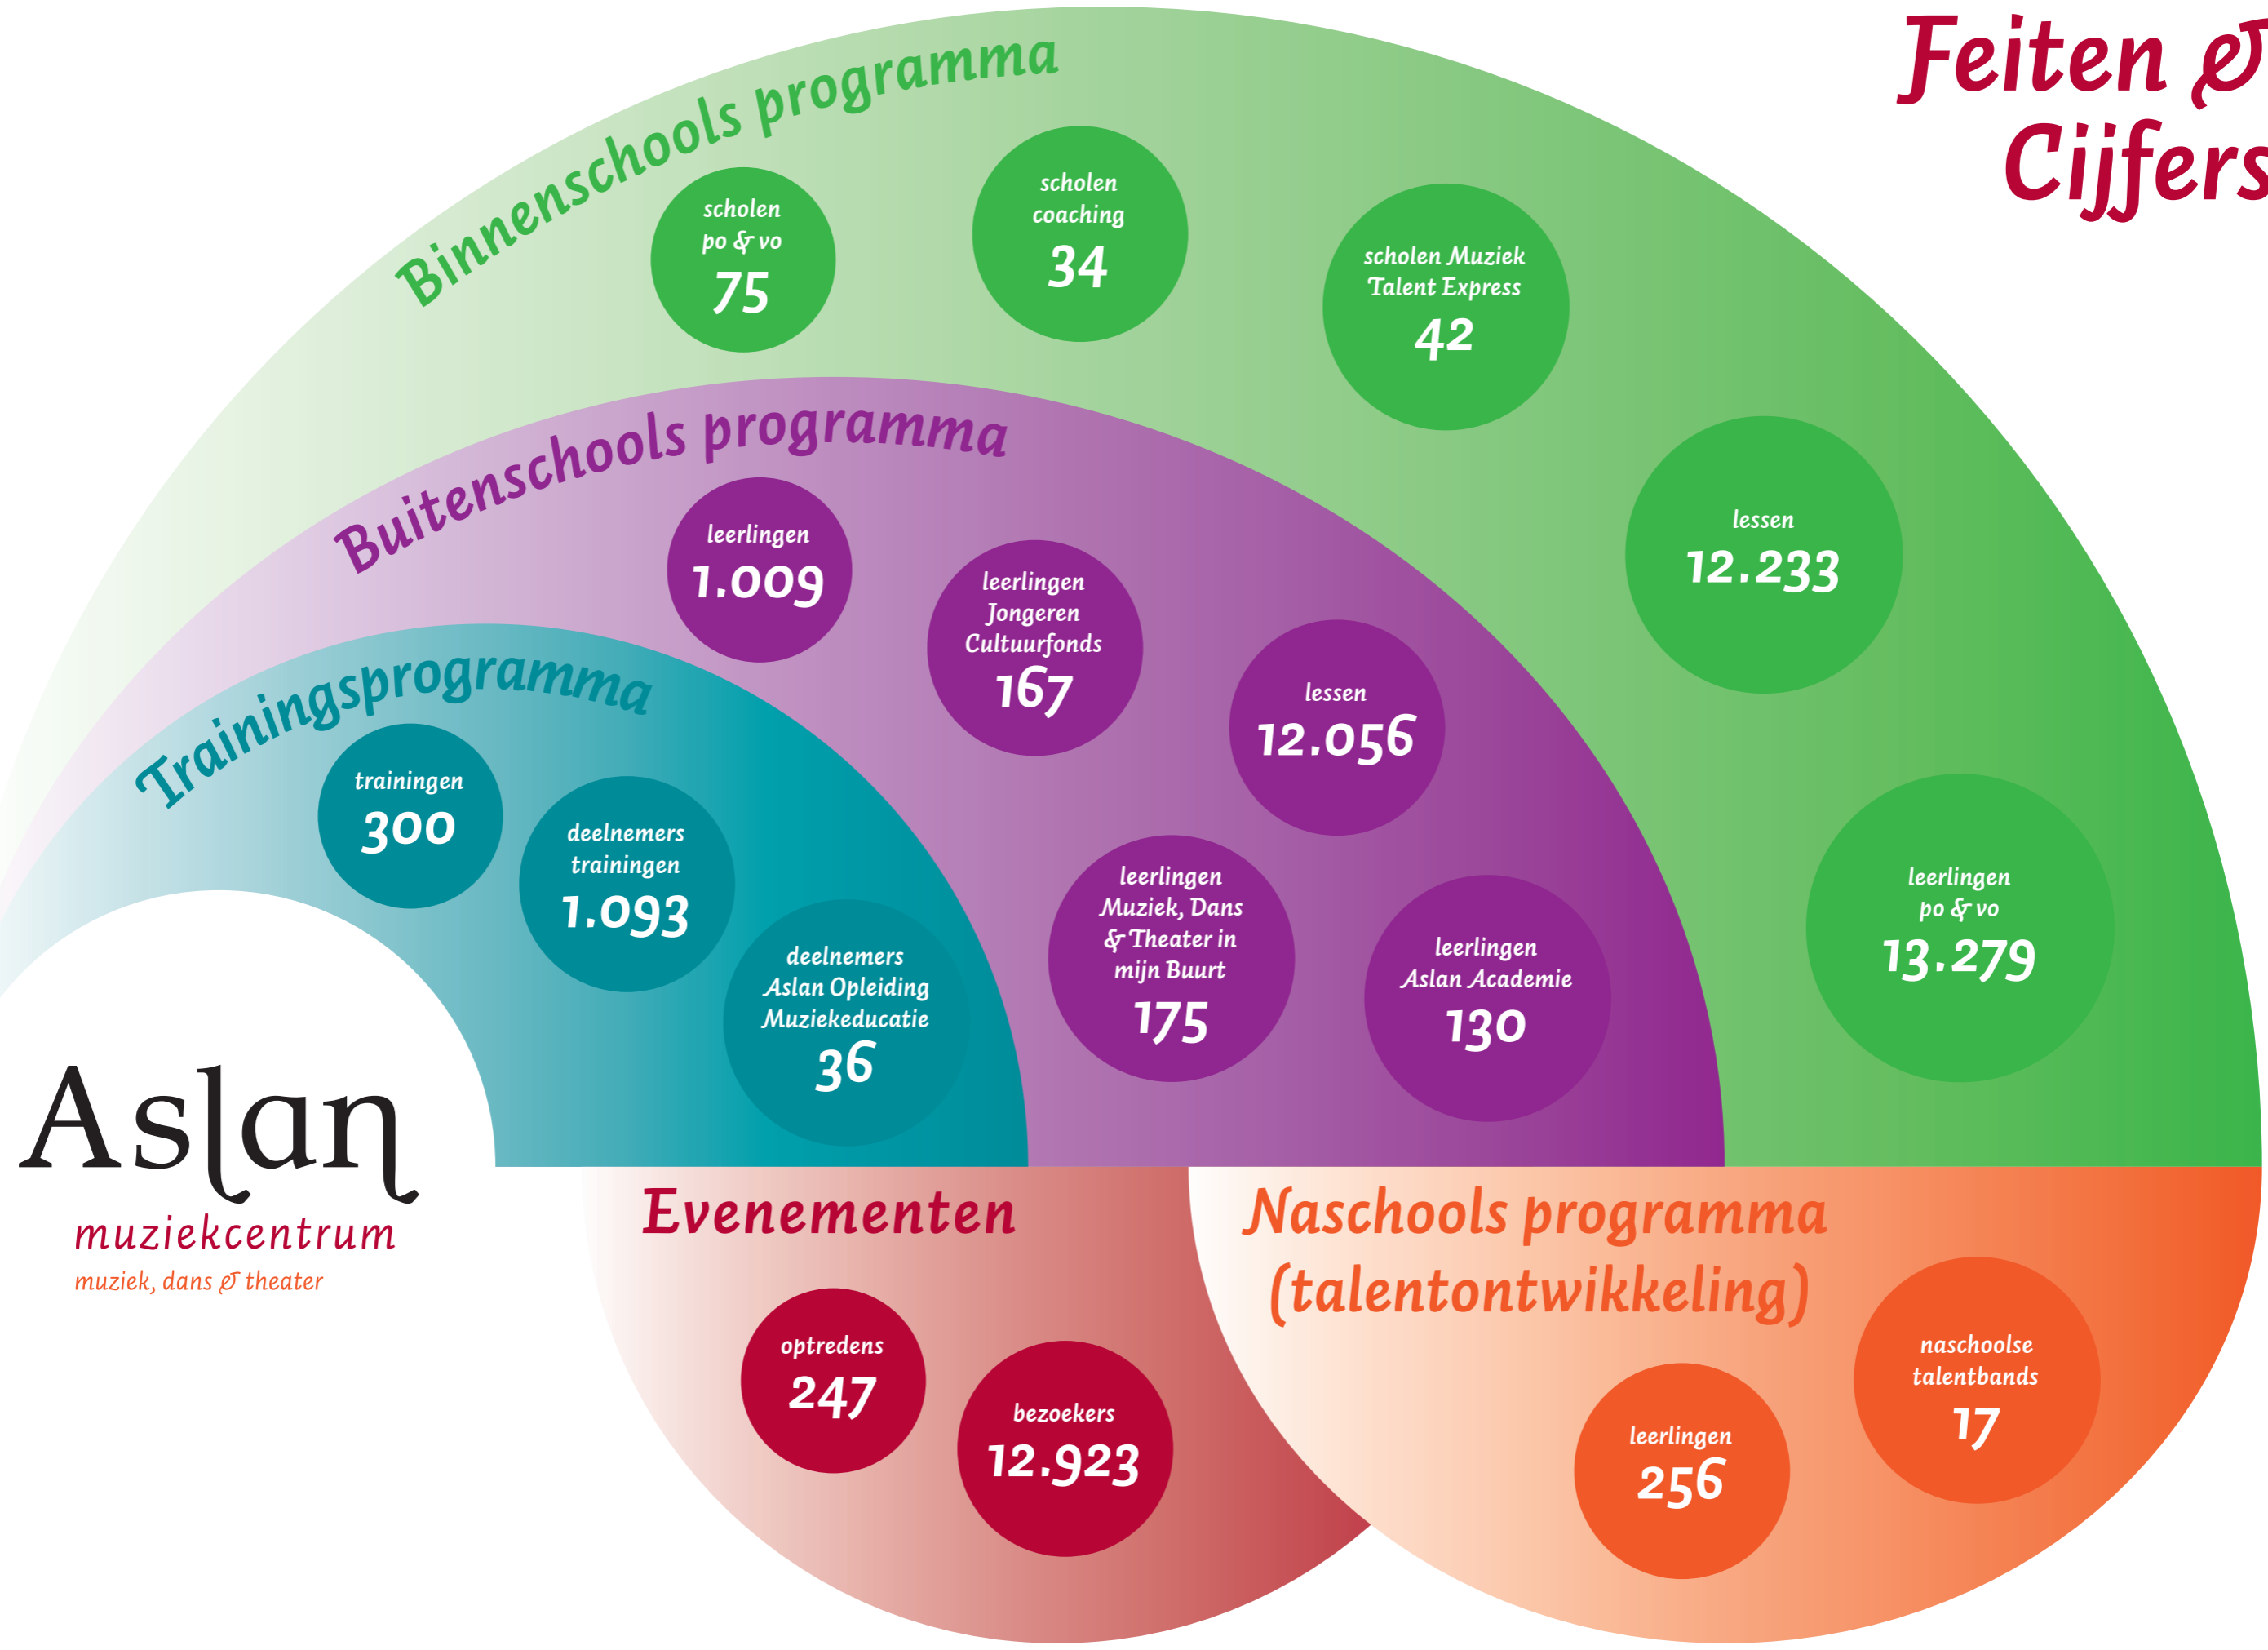 Feiten &
Cijfers
Binnenschools programma
scholen
po & vo
75
scholen
coaching
34
scholen Muziek
Talent Express
42
lessen
12.233
leerlingen
po & vo
13.279
Buitenschools programma
leerlingen
1.009
leerlingen
Jongeren
Cultuurfonds
167
lessen
12.056
leerlingen
Muziek, Dans
& Theater in
mijn Buurt
175
leerlingen
Aslan Academie
130
Trainingsprogramma
trainingen
300
deelnemers
trainingen
1.093
deelnemers
Aslan Opleiding
Muziekeducatie
36
Aslan
muziekcentrum
muziek, dans & theater
Evenementen
optredens
247
bezoekers
12.923
Naschools programma
(talentontwikkeling)
leerlingen
256
naschoolse
talentbands
17